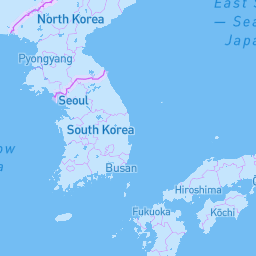 East S
— Sea
Japa
North Korea
Pyongyang
Seoul
South Korea
ow
a
Busan
Hiroshima
Fukuoka
Kōchi